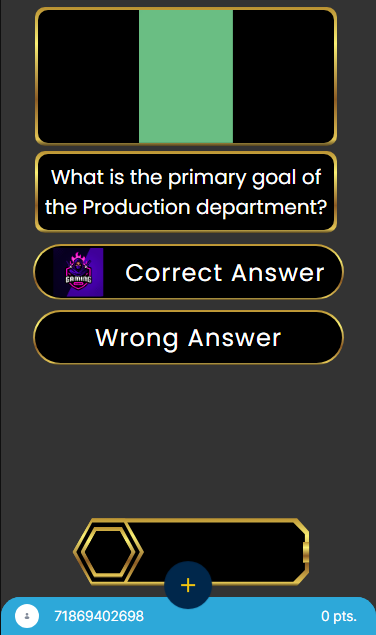 What is the primary goal of
the Production department?
GAMING
Correct Answer
Wrong Answer
+
71869402698
0 pts.